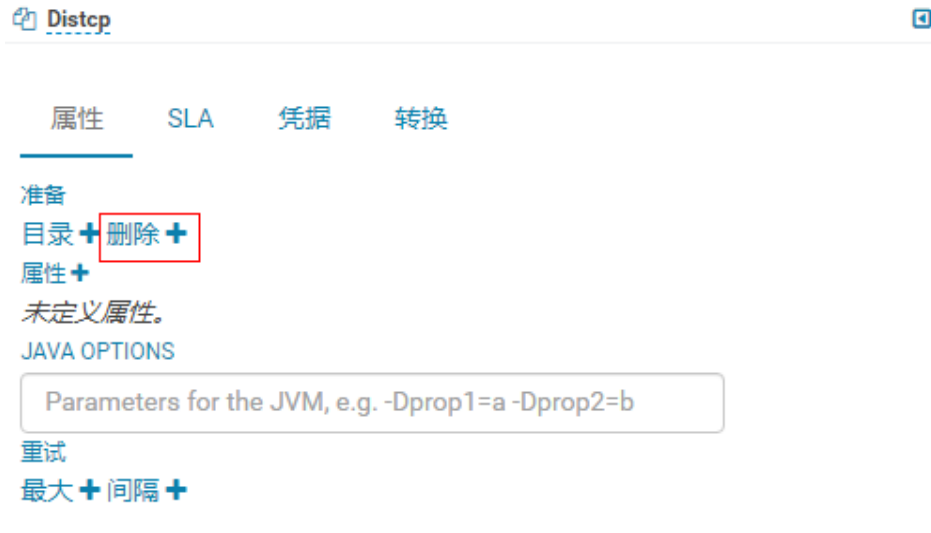 Distcp
属性 SLA 凭据 转换
准备
目录 + 删除 +
属性 +
未定义属性。
JAVA OPTIONS
Parameters for the JVM, e.g. -Dprop1=a -Dprop2=b
重试
最大 + 间隔 +